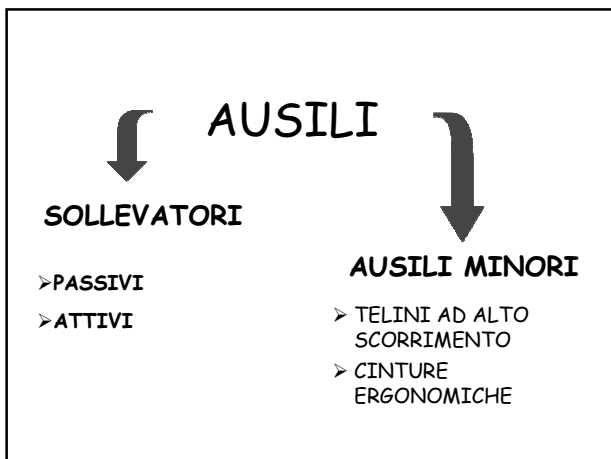 AUSILI
SOLLEVATORI
➢PASSIVI
➢ATTIVI
AUSILI MINORI
➢ TELINI AD ALTO
SCORRIMENTO
➢ CINTURE
ERGONOMICHE